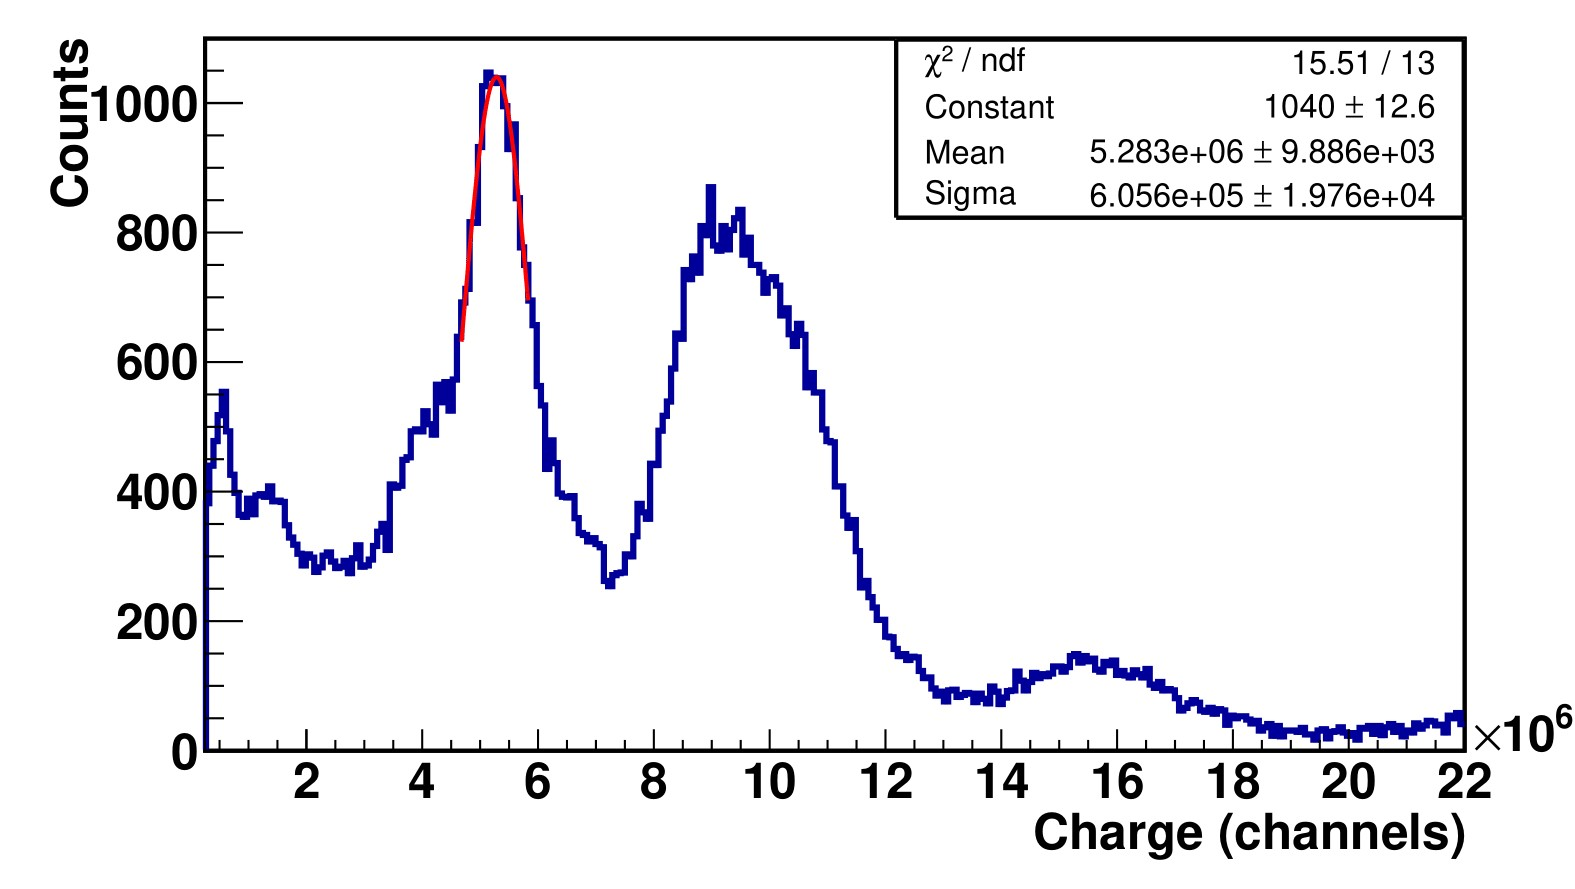 Counts
1000
800
600
400
200
0
χ² / ndf 15.51 / 13
Constant 1040 ± 12.6
Mean 5.283e+06 ± 9.886e+03
Sigma 6.056e+05 ± 1.976e+04
2 4 6 8 10 12 14 16 18 20 22
×10⁶
Charge (channels)